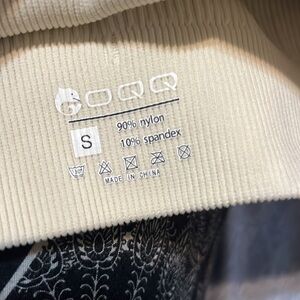 OQQ
90% nylon
S
10% spandex
MADE IN CHINA